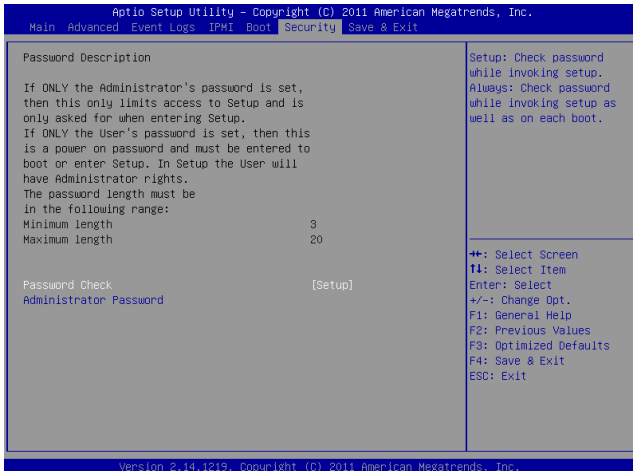 Aptio Setup Utility – Copyright (C) 2011 American Megatrends, Inc.
Main Advanced Event Logs IPMI Boot Security Save & Exit
Password Description
If ONLY the Administrator's password is set,
then this only limits access to Setup and is
only asked for when entering Setup.
If ONLY the User's password is set, then this
is a power on password and must be entered to
boot or enter Setup. In Setup the User will
have Administrator rights.
The password length must be
in the following range:
Minimum length 3
Maximum length 20
Password Check [Setup]
Administrator Password
Setup: Check password
while invoking setup.
Always: Check password
while invoking setup as
well as on each boot.
→←: Select Screen
↑↓: Select Item
Enter: Select
+/-: Change Opt.
F1: General Help
F2: Previous Values
F3: Optimized Defaults
F4: Save & Exit
ESC: Exit
Version 2.14.1219. Copyright (C) 2011 American Megatrends, Inc.